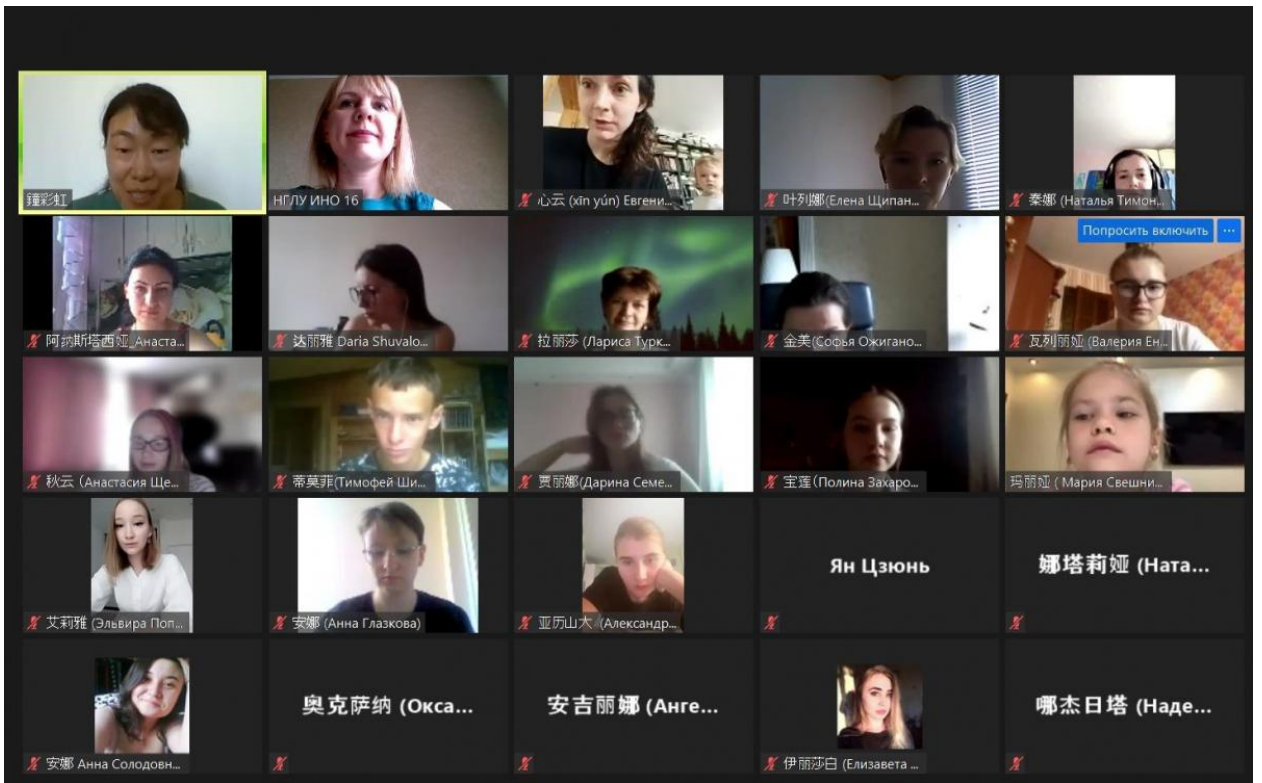 鐘彩虹
НГЛУ ИНО 16
心云 (xīn yún) Евгени...
叶列娜(Елена Щипан...
秦娜 (Наталья Тимон...
Попросить включить ...
阿纳斯塔西娅_Анаста...
达丽雅 Daria Shuvalo...
拉丽莎 (Лариса Турк...
金美(Софья Ожигано...
瓦列丽娅 (Валерия Ен...
秋云 (Анастасия Ще...
蒂莫菲(Тимофей Ши...
贾丽娜(Дарина Семе...
宝莲(Полина Захаро...
玛丽娅 ( Мария Свешни...
艾莉雅 (Эльвира Поп...
安娜 (Анна Глазкова)
亚历山大 (Александр...
Ян Цзюнь
娜塔莉娅 (Ната...
安娜 Анна Солодовн...
奥克萨纳 (Окса...
安吉丽娜 (Анге...
伊丽莎白 (Елизавета ...
哪杰日塔 (Наде...